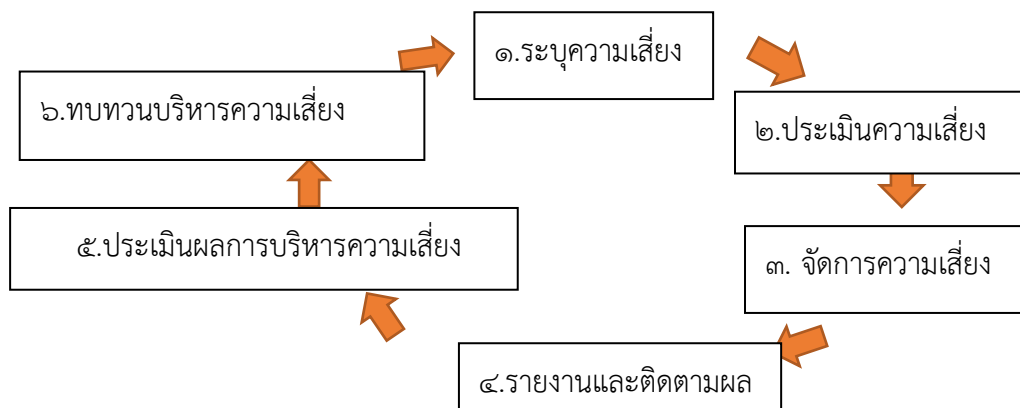 ๑.ระบุความเสี่ยง
๒.ประเมินความเสี่ยง
๓. จัดการความเสี่ยง
๔.รายงานและติดตามผล
๕.ประเมินผลการบริหารความเสี่ยง
๖.ทบทวนบริหารความเสี่ยง